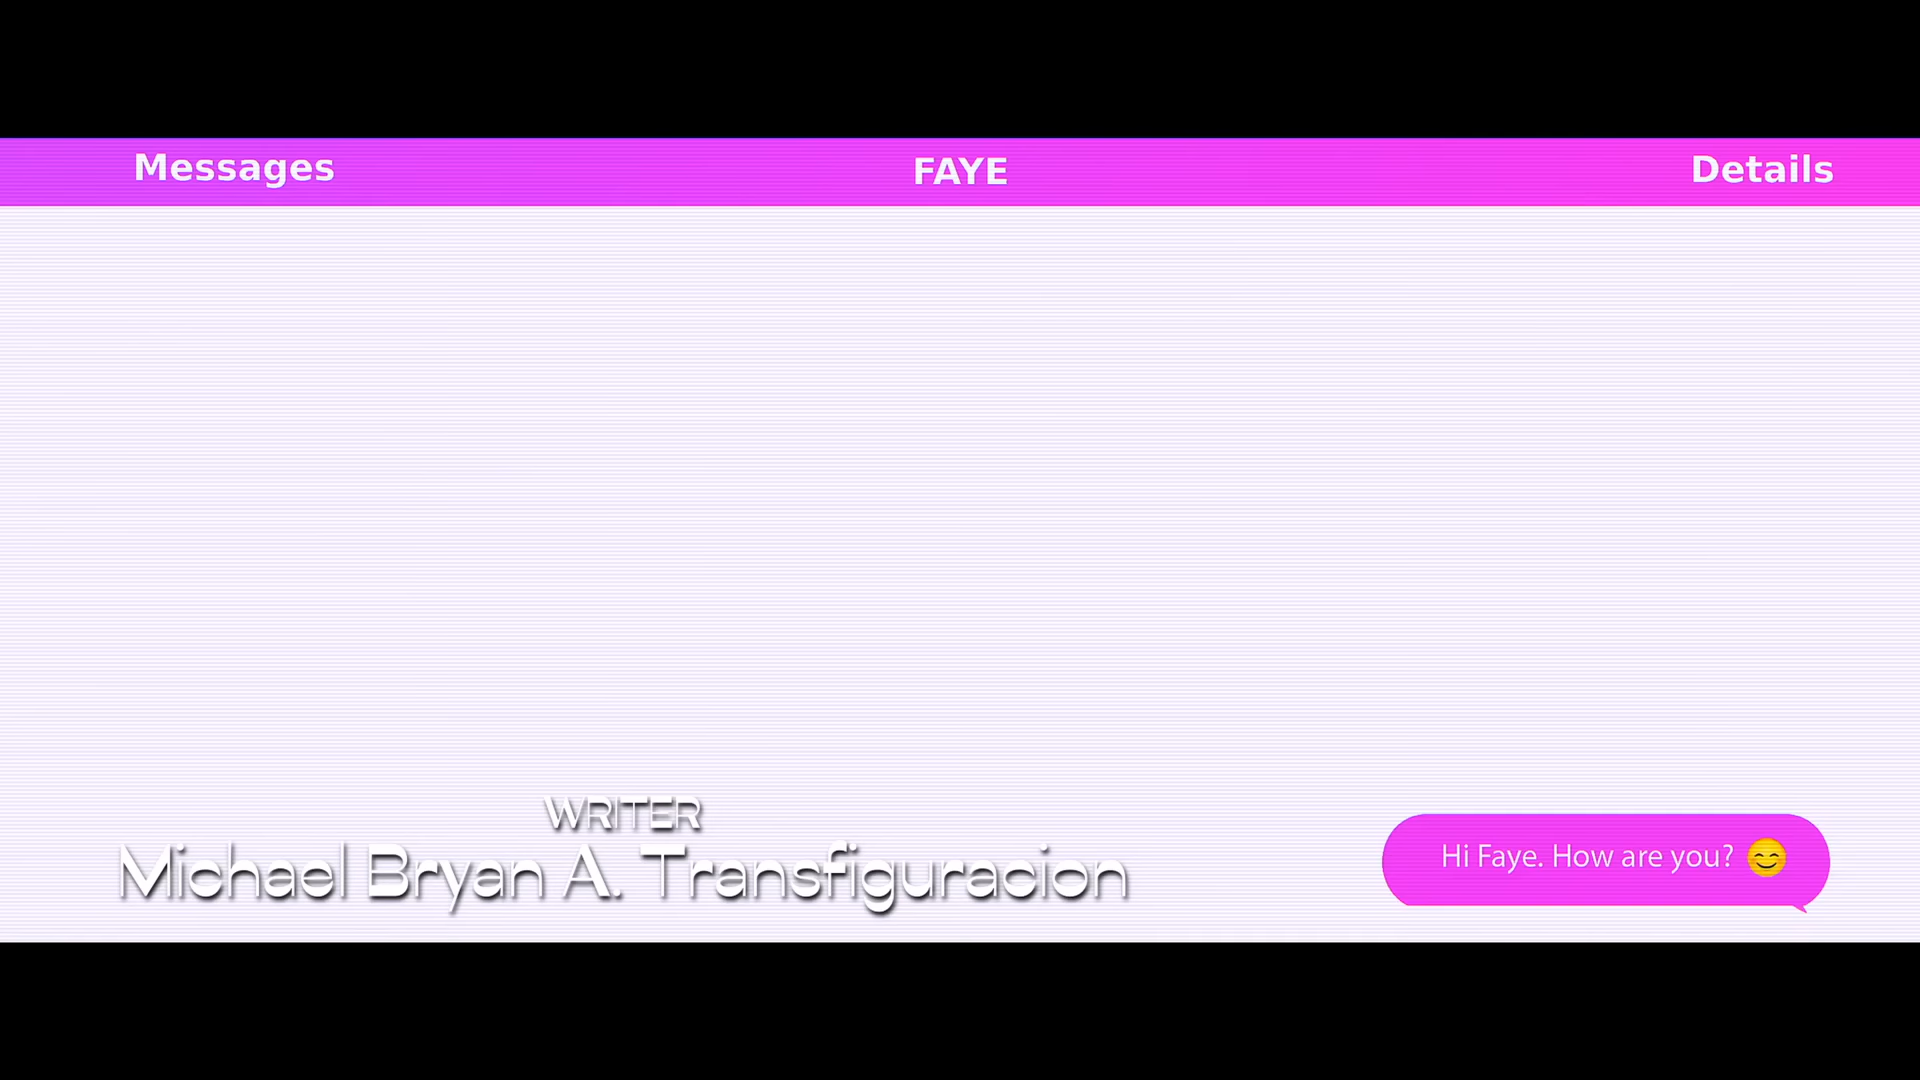 Messages FAYE Details
WRITER
Michael Bryan A. Transfiguracion
Hi Faye. How are you? 😊